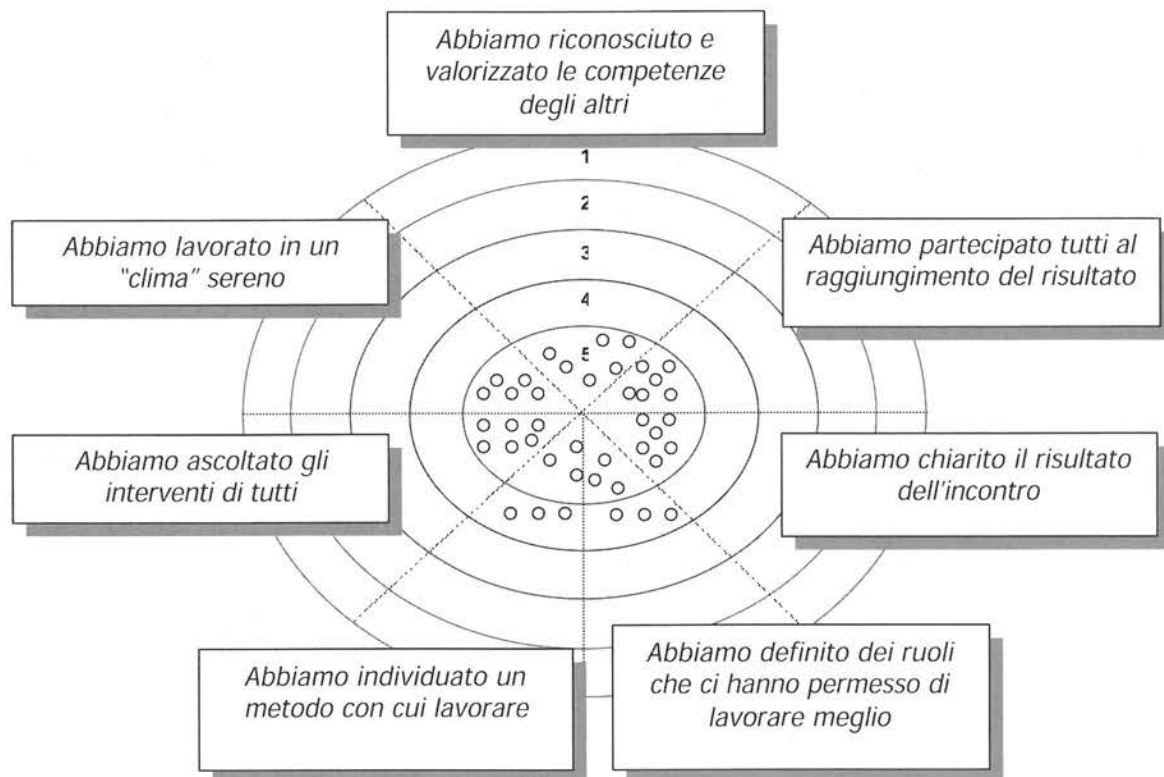 Abbiamo riconosciuto e
valorizzato le competenze
degli altri
1
2
3
4
5
Abbiamo lavorato in un
"clima" sereno
Abbiamo partecipato tutti al
raggiungimento del risultato
Abbiamo ascoltato gli
interventi di tutti
Abbiamo chiarito il risultato
dell'incontro
Abbiamo individuato un
metodo con cui lavorare
Abbiamo definito dei ruoli
che ci hanno permesso di
lavorare meglio